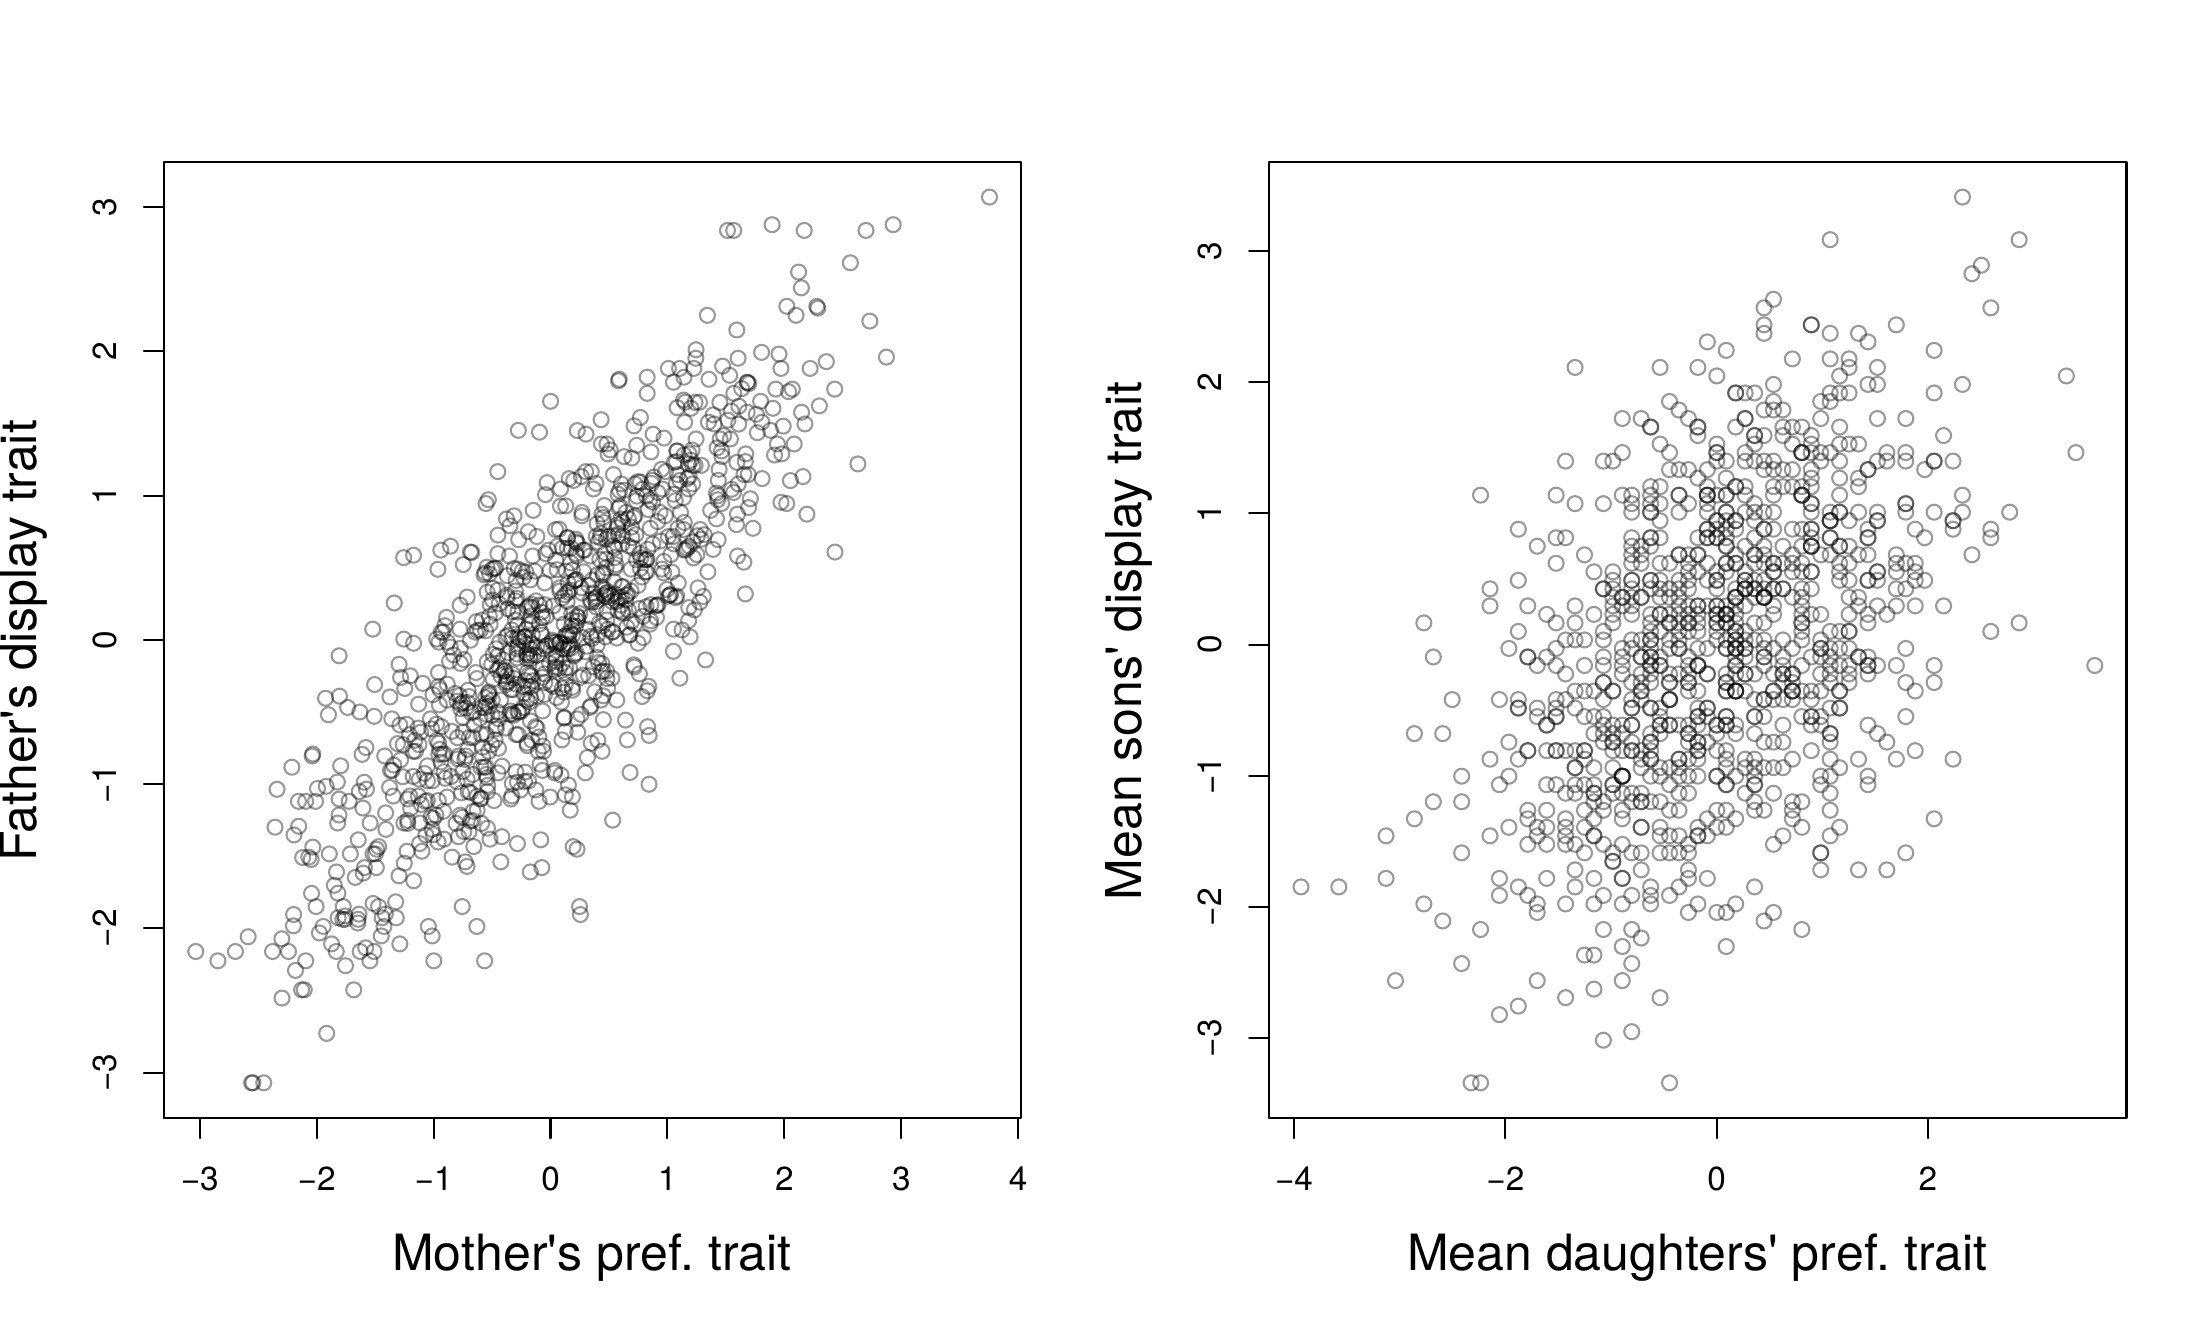 Father's display trait
3
2
1
0
−1
−2
−3
−3 −2 −1 0 1 2 3 4
Mother's pref. trait
Mean sons' display trait
3
2
1
0
−1
−2
−3
−4 −2 0 2
Mean daughters' pref. trait